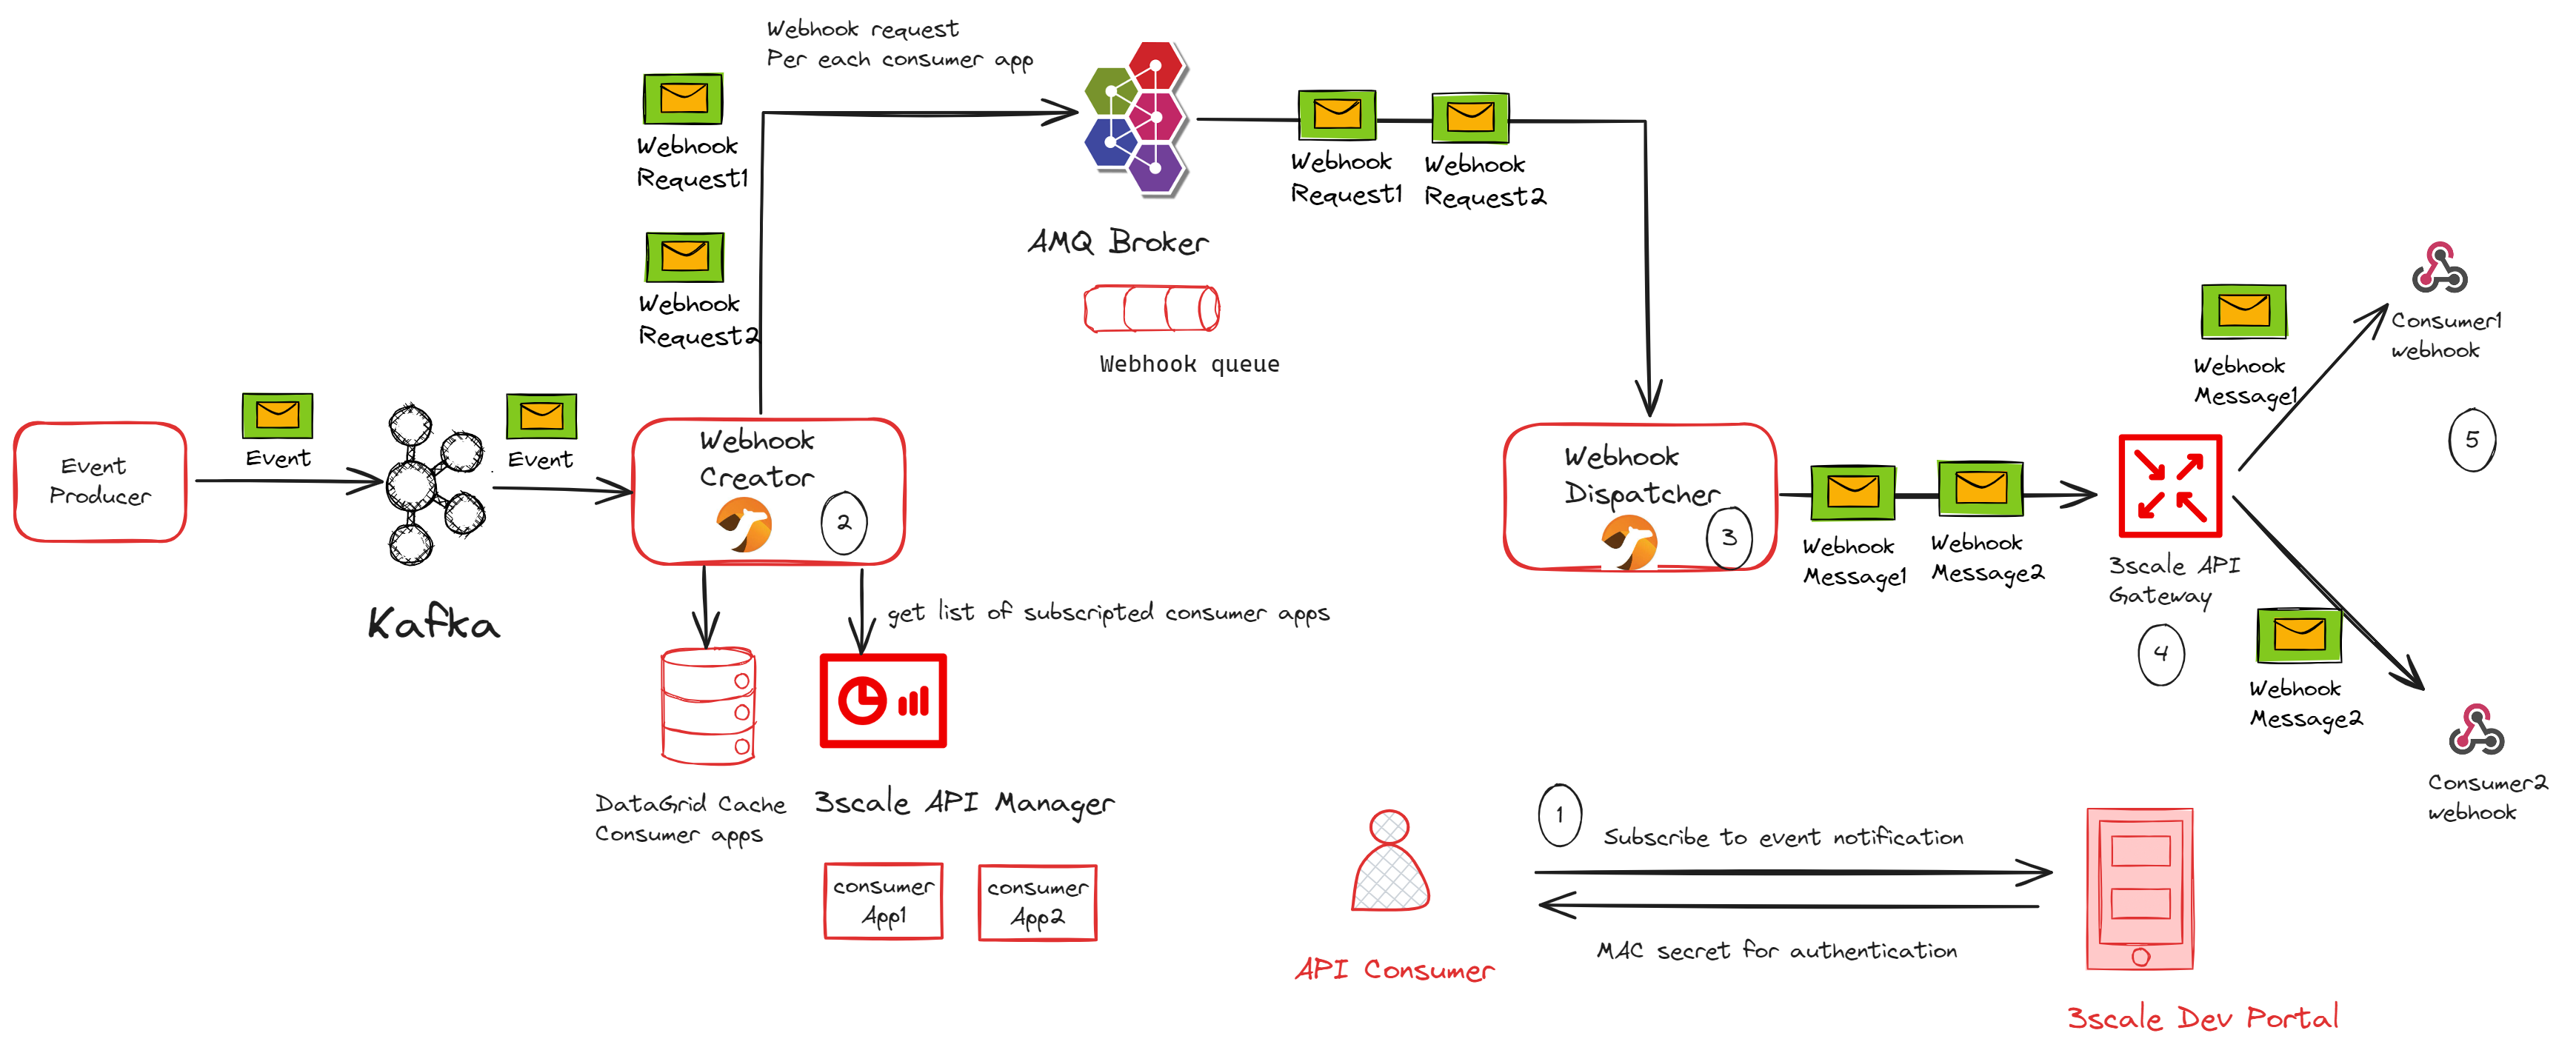 Webhook request
Per each consumer app
Webhook
Request1
Webhook
Request2
AMQ Broker
Webhook queue
Webhook
Request1
Webhook
Request2
Event
Producer
Event
Kafka
Event
Webhook
Creator
2
get list of subscripted consumer apps
DataGrid Cache
Consumer apps
3scale API Manager
consumer
App1
consumer
App2
Webhook
Dispatcher
3
Webhook
Message1
Webhook
Message2
3scale API
Gateway
4
Webhook
Message1
Consumer1
webhook
5
Webhook
Message2
Consumer2
webhook
1
Subscribe to event notification
MAC secret for authentication
API Consumer
3scale Dev Portal